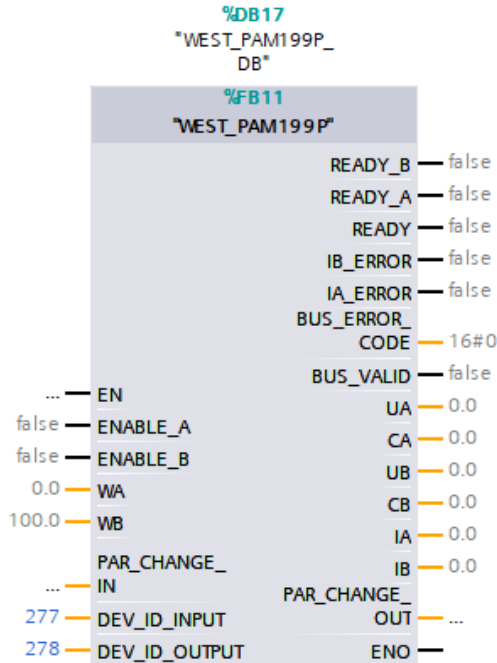 %DB17
"WEST_PAM199P_
DB"
%FB11
"WEST_PAM199P"
READY_B false
READY_A false
READY false
IB_ERROR false
IA_ERROR false
BUS_ERROR_
CODE 16#0
BUS_VALID false
... EN
UA 0.0
false ENABLE_A
CA 0.0
false ENABLE_B
UB 0.0
0.0 WA
CB 0.0
100.0 WB
IA 0.0
PAR_CHANGE_
IB 0.0
... IN
PAR_CHANGE_
OUT ...
277 DEV_ID_INPUT
278 DEV_ID_OUTPUT
ENO